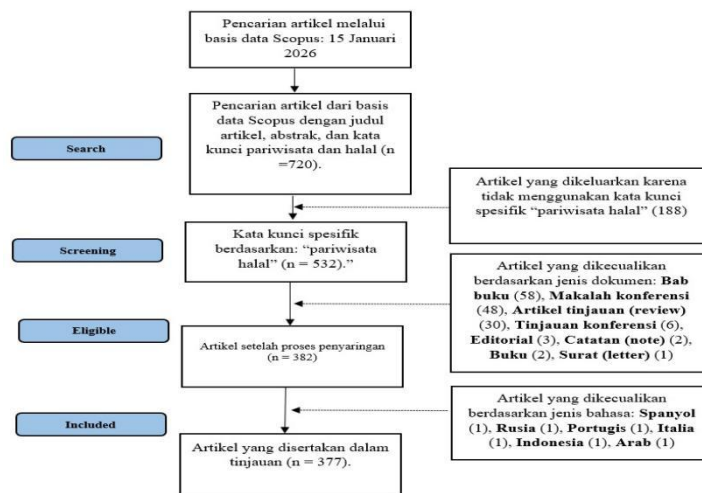 Pencarian artikel melalui
basis data Scopus: 15 Januari
2026
Pencarian artikel dari basis
data Scopus dengan judul
artikel, abstrak, dan kata
kunci pariwisata dan halal (n
=720).
Search
Artikel yang dikeluarkan karena
tidak menggunakan kata kunci
spesifik “pariwisata halal” (188)
Kata kunci spesifik
berdasarkan: “pariwisata
halal” (n = 532).”
Screening
Artikel yang dikecualikan
berdasarkan jenis dokumen: Bab
buku (58), Makalah konferensi
(48), Artikel tinjauan (review)
(30), Tinjauan konferensi (6),
Editorial (3), Catatan (note) (2),
Buku (2), Surat (letter) (1)
Eligible
Artikel setelah proses penyaringan
(n = 382)
Artikel yang dikecualikan
berdasarkan jenis bahasa: Spanyol
(1), Rusia (1), Portugis (1), Italia
(1), Indonesia (1), Arab (1)
Included
Artikel yang disertakan dalam
tinjauan (n = 377).